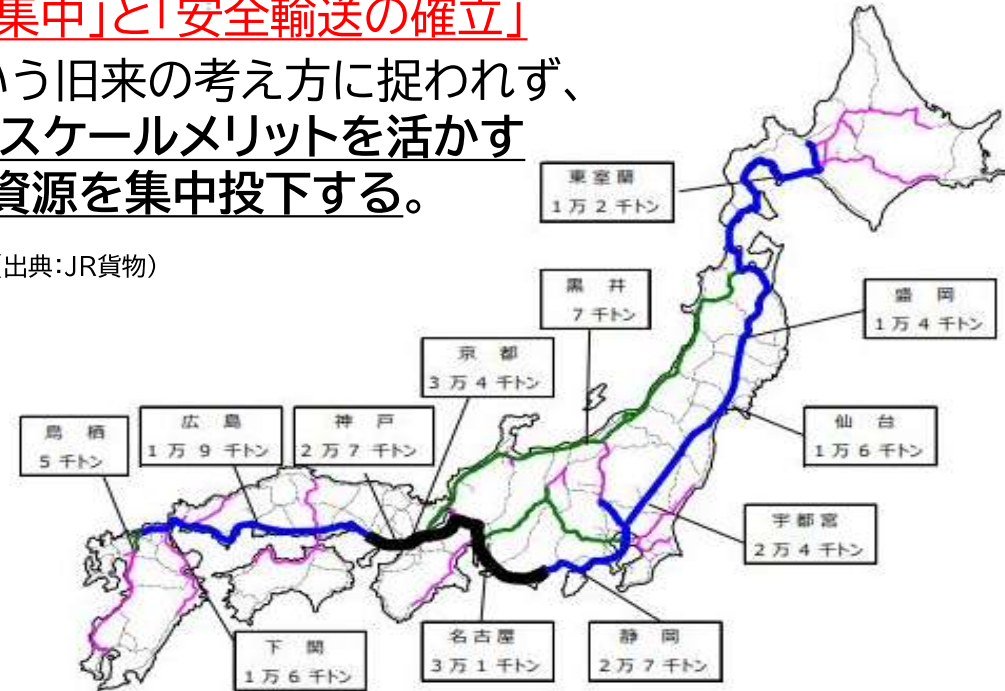 集中」と「安全輸送の確立」
いう旧来の考え方に捉われず、
スケールメリットを活かす
資源を集中投下する。
(出典:JR貨物)
東室蘭
1万2千トン
黒 井
7千トン
盛 岡
1万4千トン
京 都
3万4千トン
鳥 栖
5千トン
広 島
1万9千トン
神 戸
2万7千トン
仙 台
1万6千トン
宇都宮
2万4千トン
下 関
1万6千トン
名古屋
3万1千トン
静 岡
2万7千トン